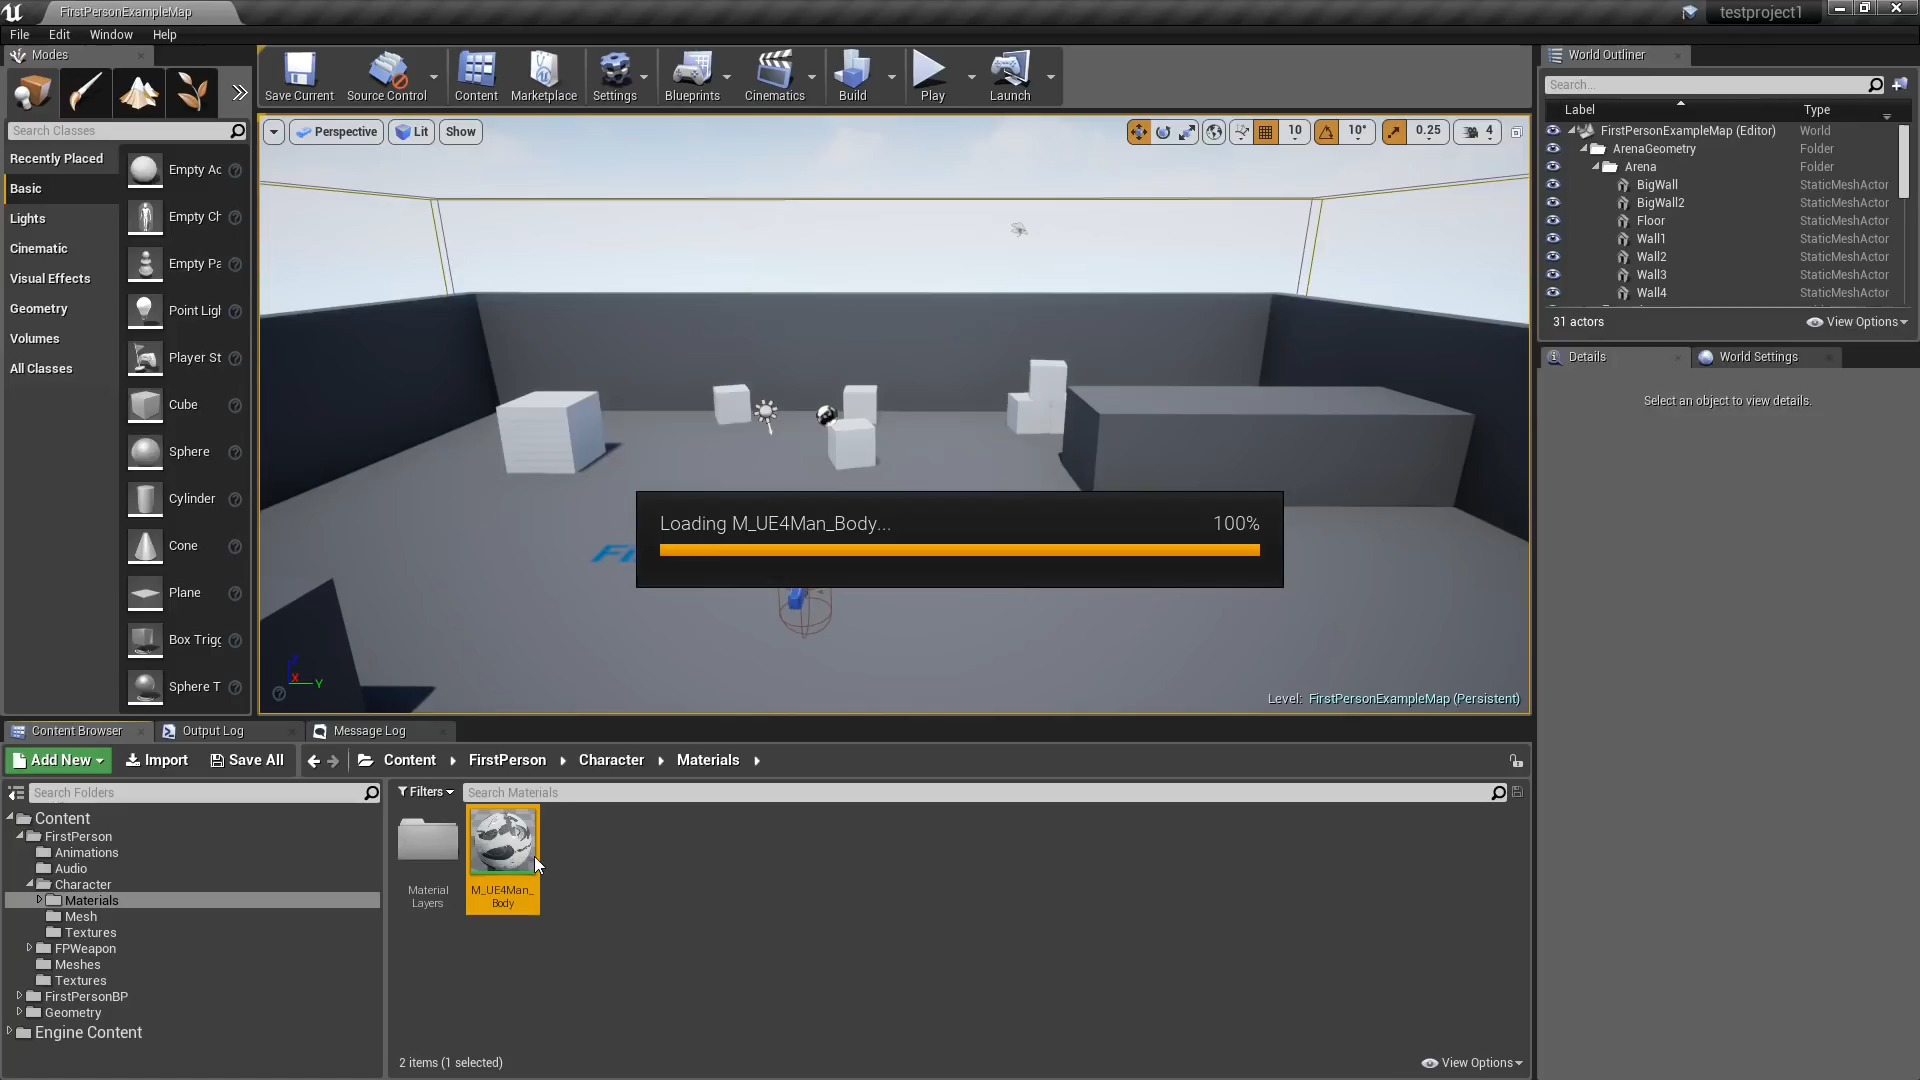 FirstPersonExampleMap
testproject1
File Edit Window Help
Modes
Save Current
Source Control
Content
Marketplace
Settings
Blueprints
Cinematics
Build
Play
Launch
Search Classes
Recently Placed
Basic
Lights
Cinematic
Visual Effects
Geometry
Volumes
All Classes
Empty Ac
Empty Ch
Empty Pa
Point Ligh
Player St
Cube
Sphere
Cylinder
Cone
Plane
Box Trigg
Sphere T
Perspective Lit Show
10 10° 0.25 4
Loading M_UE4Man_Body... 100%
X Y
Level: FirstPersonExampleMap (Persistent)
World Outliner
Search...
Label Type
FirstPersonExampleMap (Editor) World
ArenaGeometry Folder
Arena Folder
BigWall StaticMeshActor
BigWall2 StaticMeshActor
Floor StaticMeshActor
Wall1 StaticMeshActor
Wall2 StaticMeshActor
Wall3 StaticMeshActor
Wall4 StaticMeshActor
31 actors View Options
Details World Settings
Select an object to view details.
Content Browser Output Log Message Log
Add New Import Save All Content FirstPerson Character Materials
Search Folders
Filters Search Materials
Content
FirstPerson
Animations
Audio
Character
Materials
Mesh
Textures
FPWeapon
Meshes
Textures
FirstPersonBP
Geometry
Engine Content
Material
Layers
M_UE4Man_
Body
2 items (1 selected) View Options